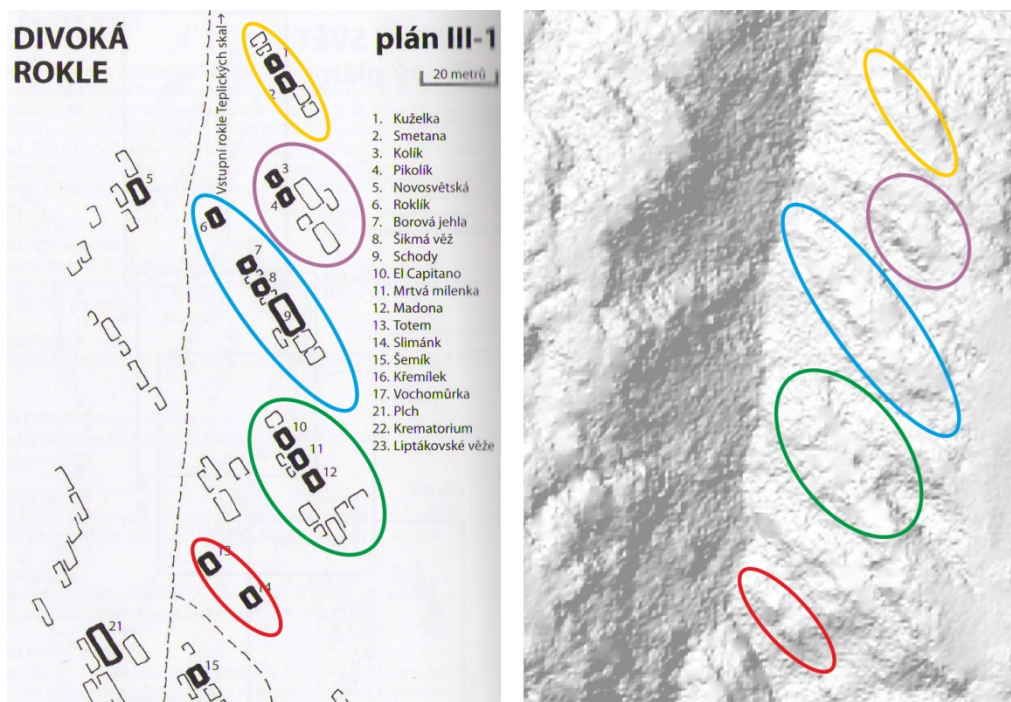 DIVOKÁ
ROKLE
plán III-1
20 metrů
Vstupní rokle Teplických skal→
1. Kuželka
2. Smetana
3. Kolík
4. Pikolík
5. Novosvětská
6. Roklík
7. Borová jehla
8. Šikmá věž
9. Schody
10. El Capitano
11. Mrtvá milenka
12. Madona
13. Totem
14. Slimánk
15. Šemík
16. Křemílek
17. Vochomůrka
21. Plch
22. Krematorium
23. Liptákovské věže
1
2
3
4
5
6
7
8
9
10
11
12
13
14
21
15